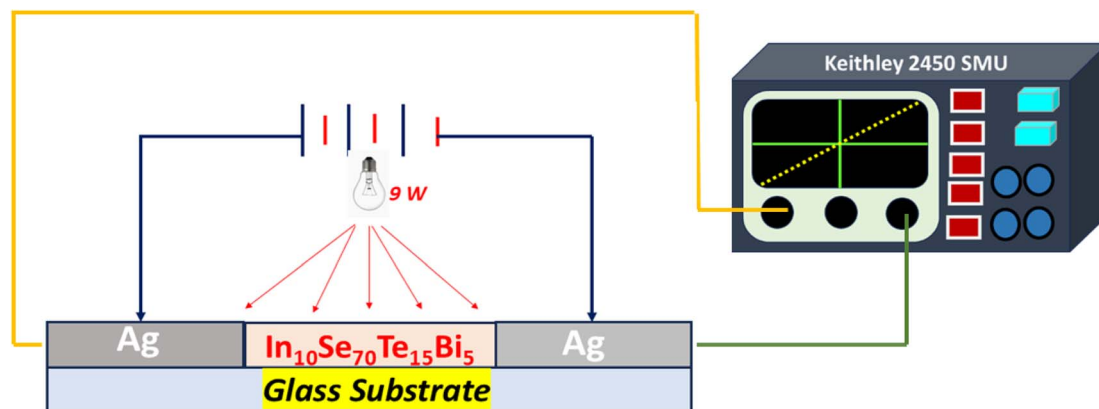 Keithley 2450 SMU
9 W
Ag
In₁₀Se₇₀Te₁₅Bi₅
Ag
Glass Substrate